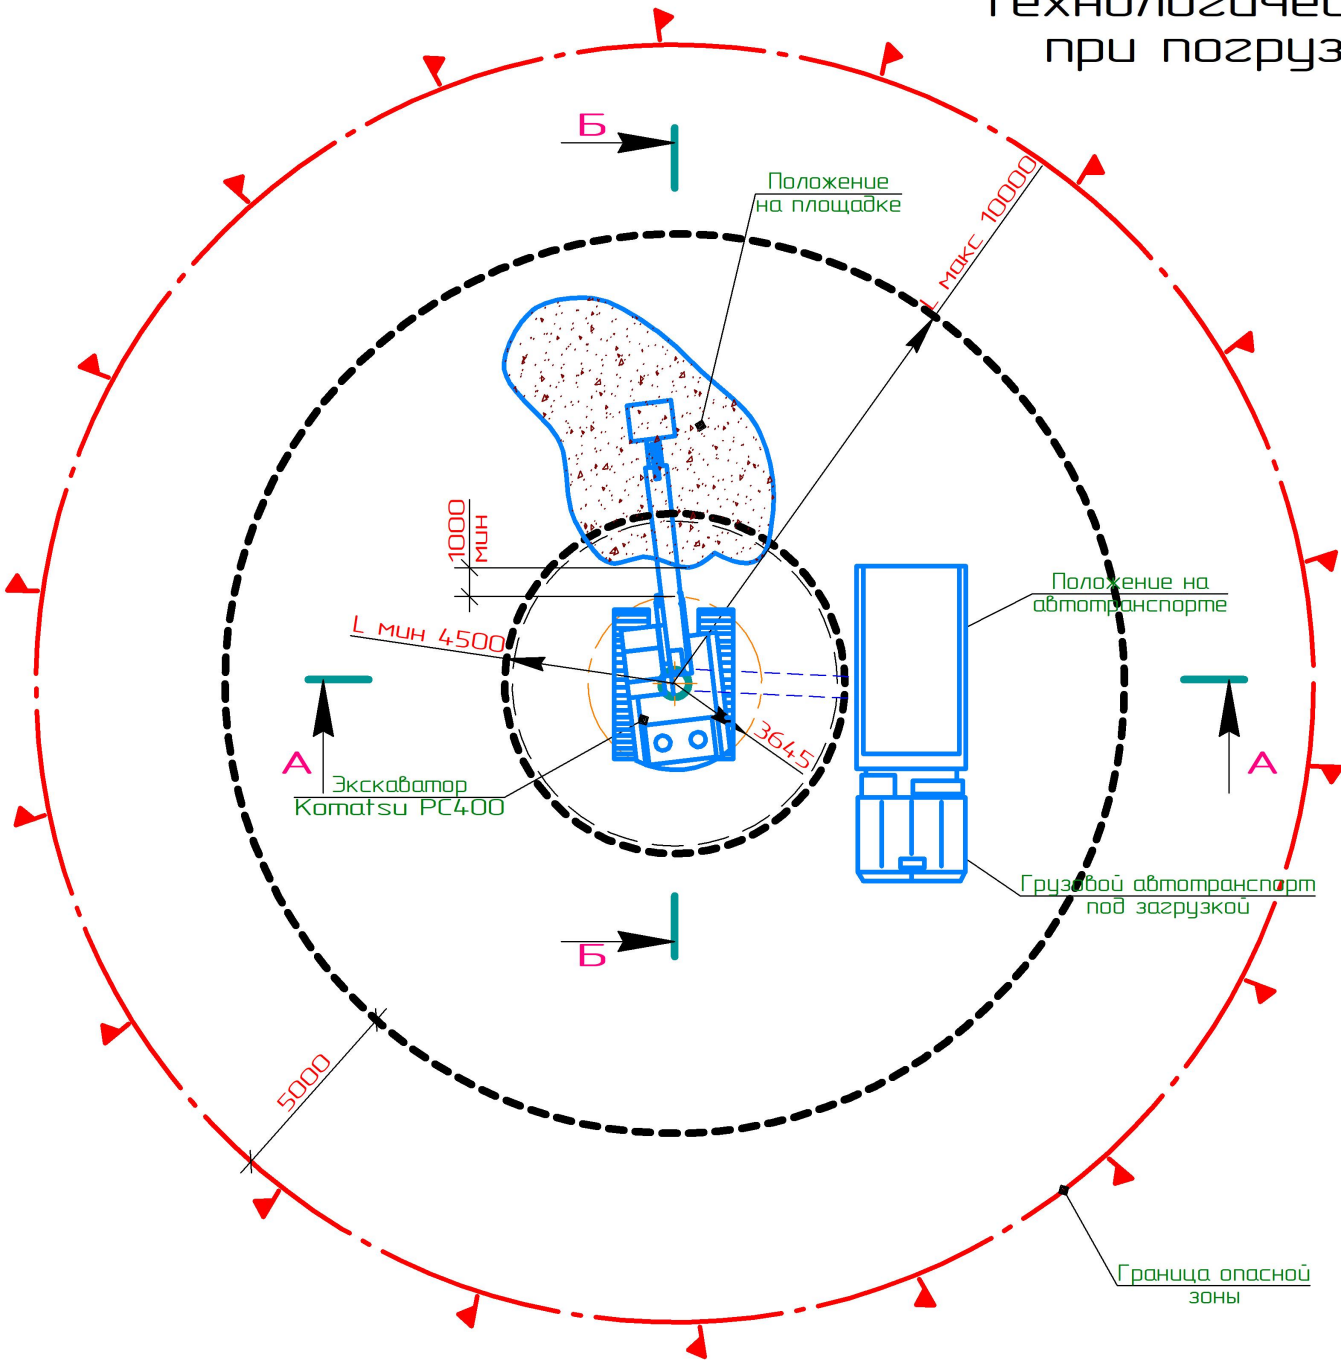 при погруз
Б
Положение
на площадке
L макс 10000
1000
мин
Положение на
автотранспорте
L мин 4500
3645
А
А
Экскаватор
Komatsu PC400
Грузовой автотранспорт
под загрузкой
Б
5000
Граница опасной
зоны